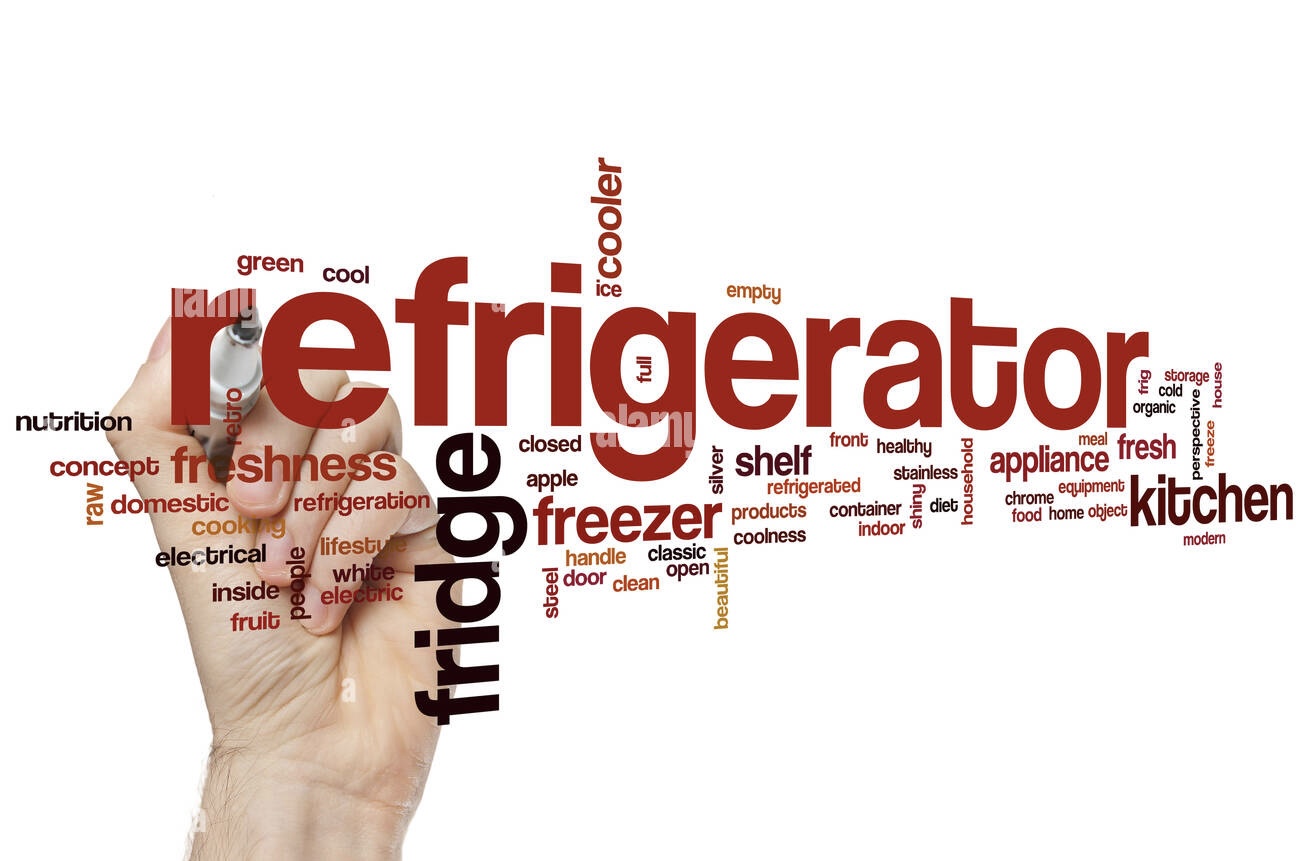 cooler
ice
green
cool
empty
refrigerator
full
retro
frig
storage
house
cold
organic
perspective
freeze
nutrition
concept
freshness
raw
domestic
refrigeration
cooking
electrical
lifestyle
people
white
inside
electric
fruit
fridge
closed
apple
silver
shelf
front
healthy
refrigerated
stainless
household
freezer
products
container
shiny
diet
indoor
coolness
handle
classic
steel
door
clean
open
beautiful
appliance
meal
fresh
equipment
chrome
food
home
object
kitchen
modern
alamy
a
a
a
a